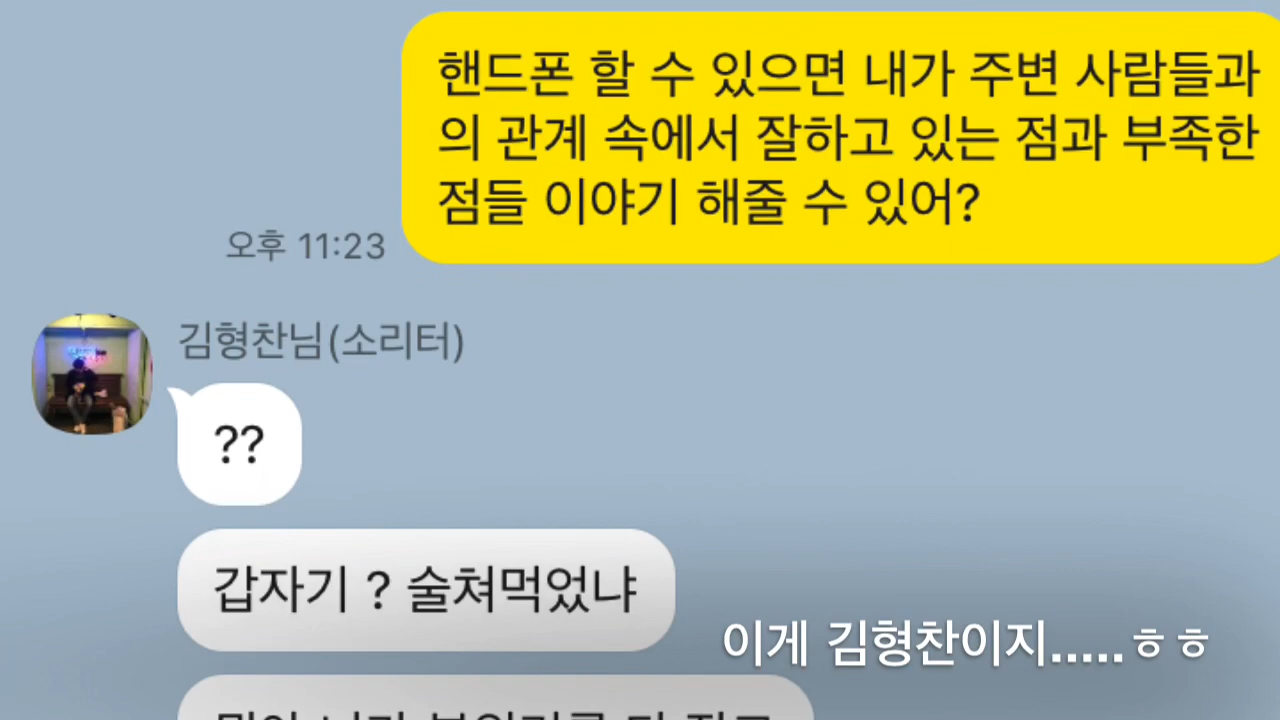 핸드폰 할 수 있으면 내가 주변 사람들과
의 관계 속에서 잘하고 있는 점과 부족한
점들 이야기 해줄 수 있어?
오후 11:23
김형찬님(소리터)
??
갑자기 ? 술쳐먹었냐
이게 김형찬이지.....ㅎㅎ